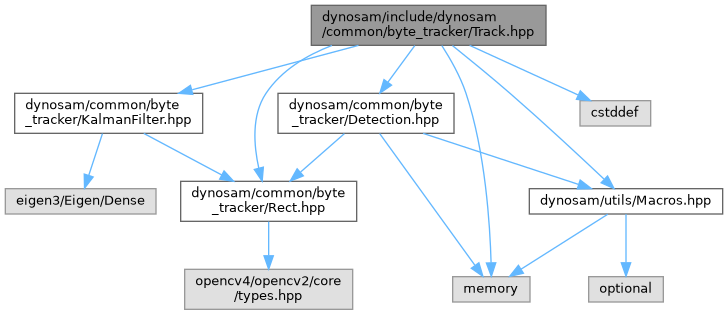 dynosam/include/dynosam
/common/byte_tracker/Track.hpp
dynosam/common/byte
_tracker/KalmanFilter.hpp
dynosam/common/byte
_tracker/Detection.hpp
cstddef
eigen3/Eigen/Dense
dynosam/common/byte
_tracker/Rect.hpp
dynosam/utils/Macros.hpp
opencv4/opencv2/core
/types.hpp
memory
optional